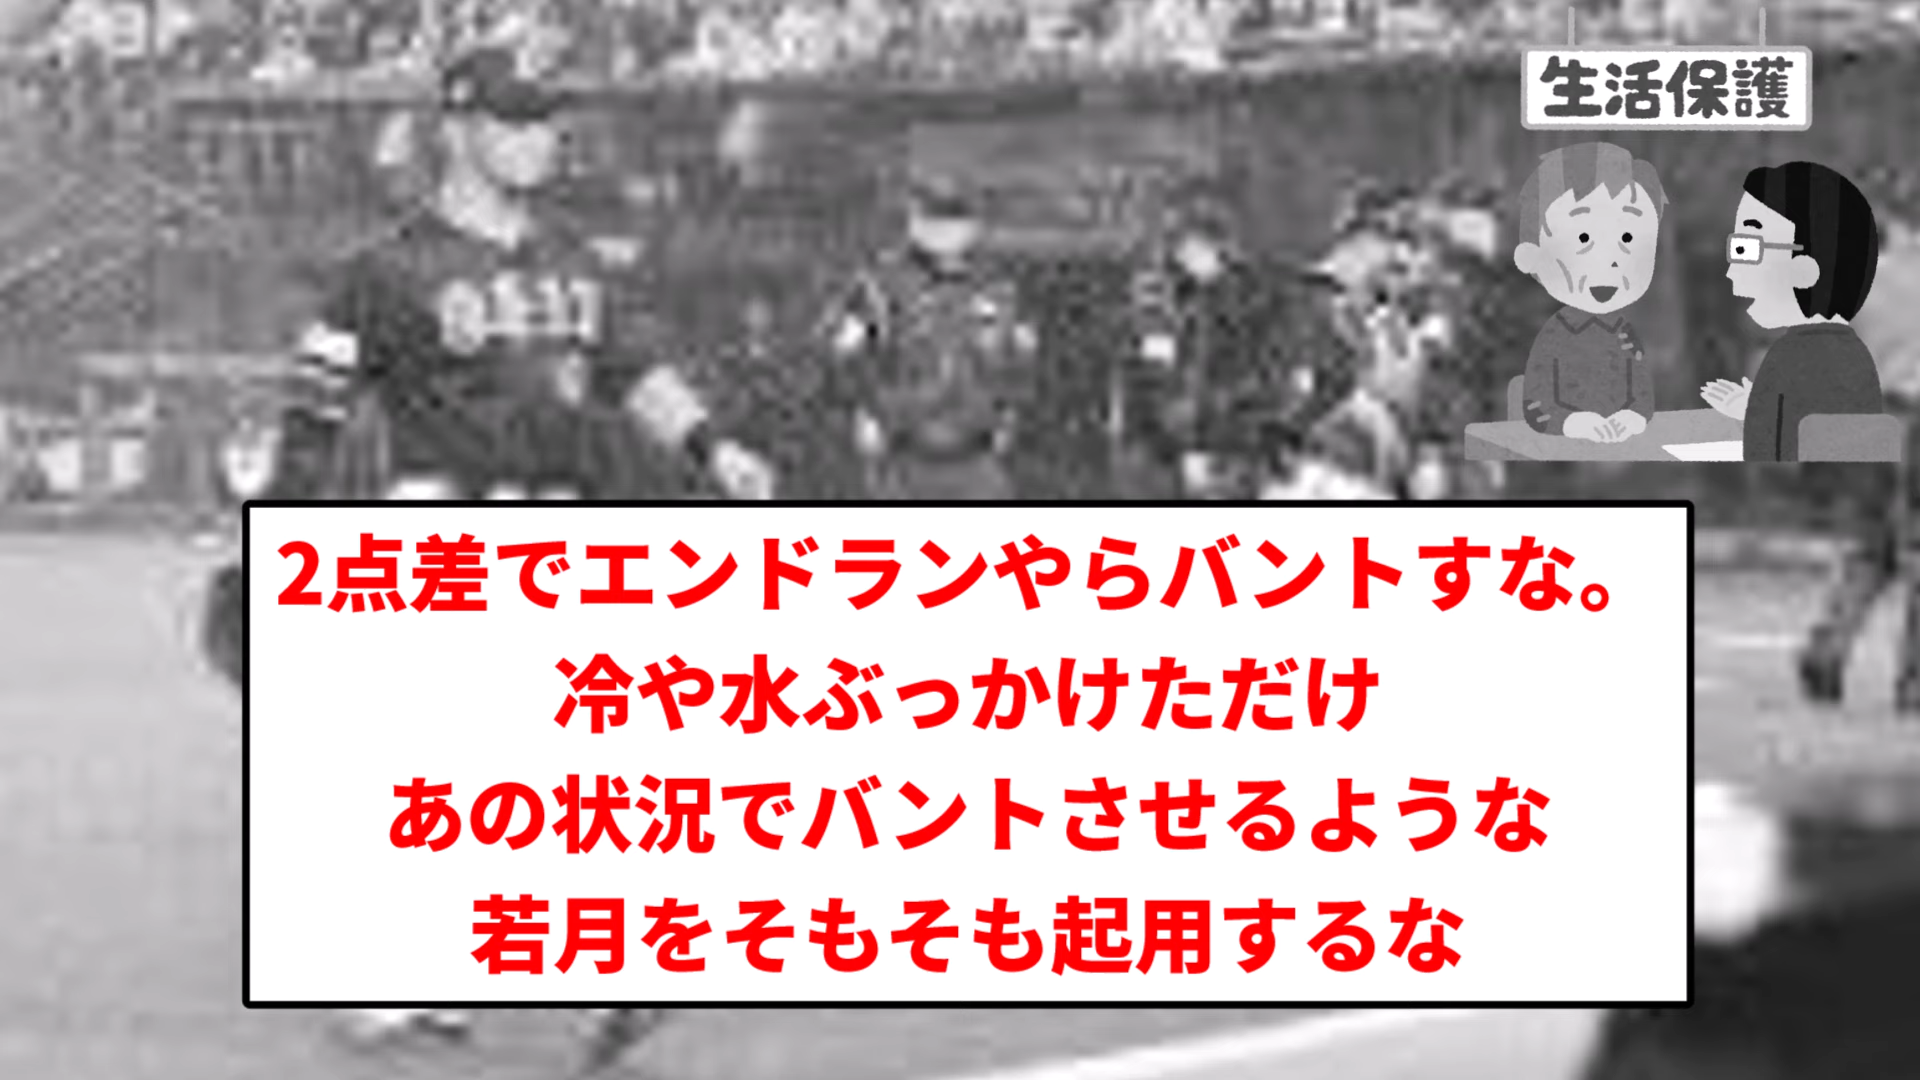 生活保護
2点差でエンドランやらバントすな。
冷や水ぶっかけただけ
あの状況でバントさせるような
若月をそもそも起用するな